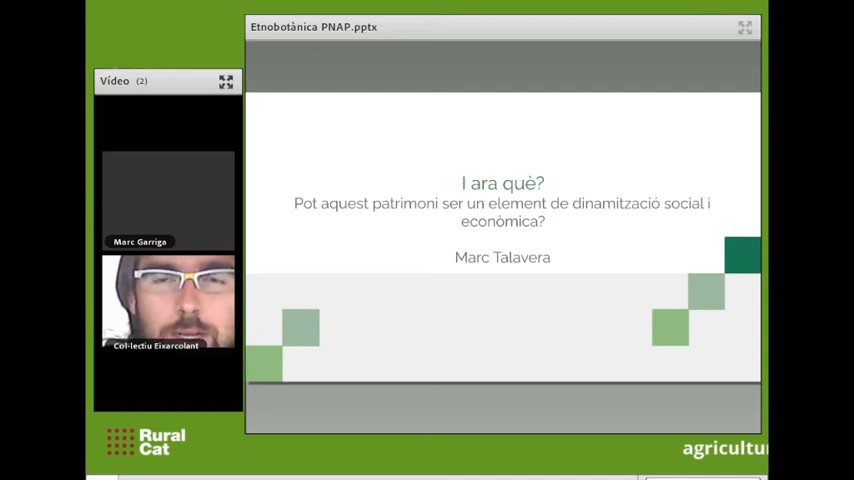 Etnobotànica PNAP.pptx
Vídeo (2)
I ara què?
Pot aquest patrimoni ser un element de dinamització social i
econòmica?
Marc Garriga
Marc Talavera
Col·lectiu Eixarcolant
Rural
Cat
agricultu